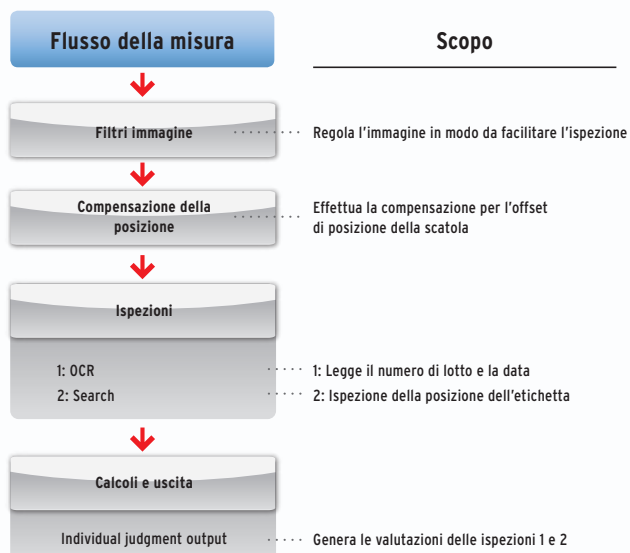 Flusso della misura
Scopo
Filtri immagine
Regola l'immagine in modo da facilitare l'ispezione
Compensazione della
posizione
Effettua la compensazione per l'offset
di posizione della scatola
Ispezioni
1: OCR
1: Legge il numero di lotto e la data
2: Search
2: Ispezione della posizione dell'etichetta
Calcoli e uscita
Individual judgment output
Genera le valutazioni delle ispezioni 1 e 2